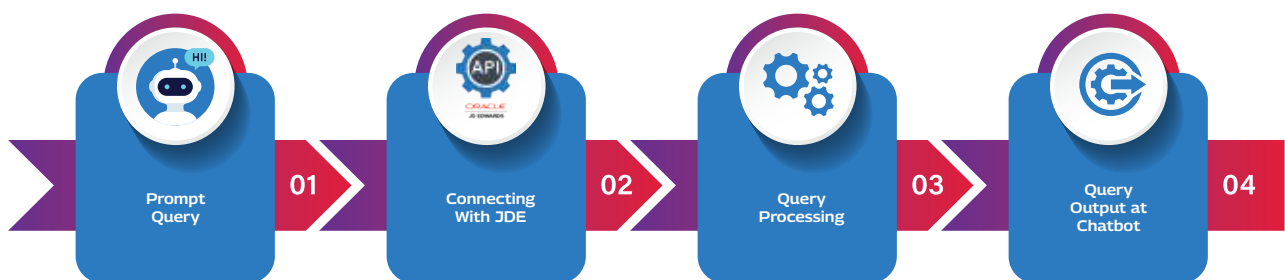 HI!
Prompt
Query
01
API
ORACLE
JD EDWARDS
Connecting
With JDE
02
Query
Processing
03
Query
Output at
Chatbot
04